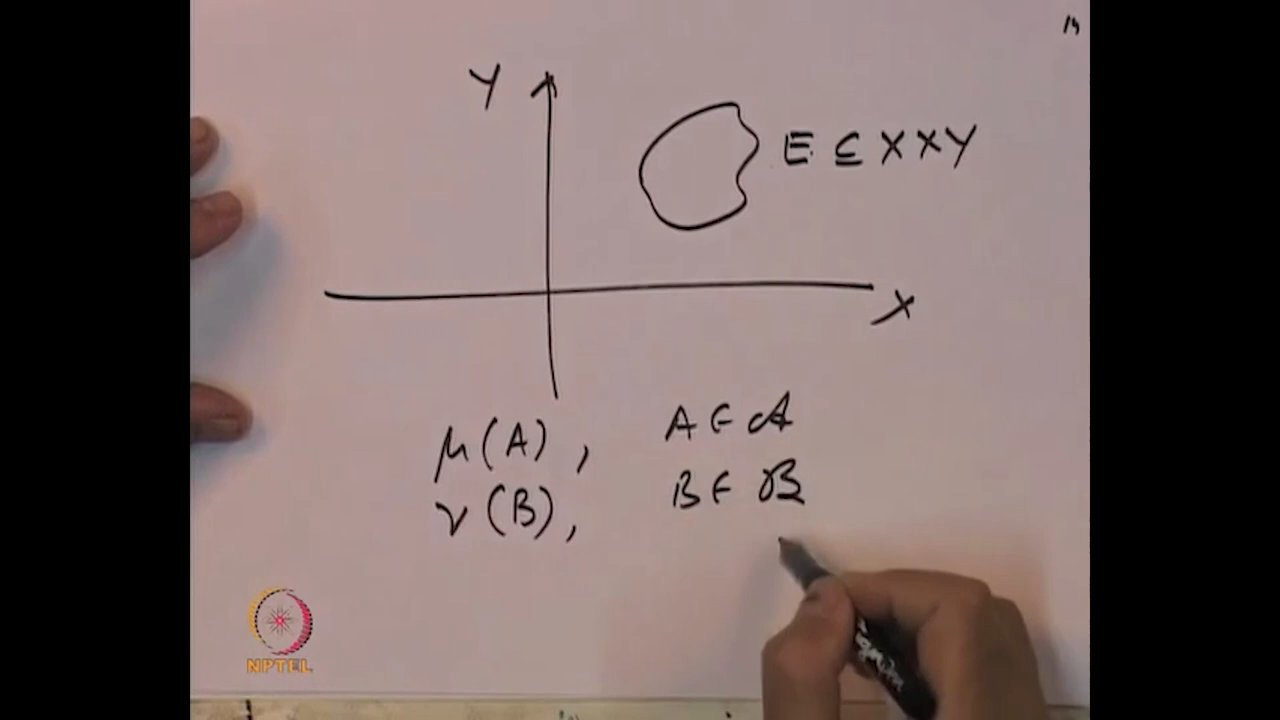 Y
E ⊆ X × Y
X
μ(A), A ∈ 𝒜
ν(B), B ∈ ℬ
NPTEL